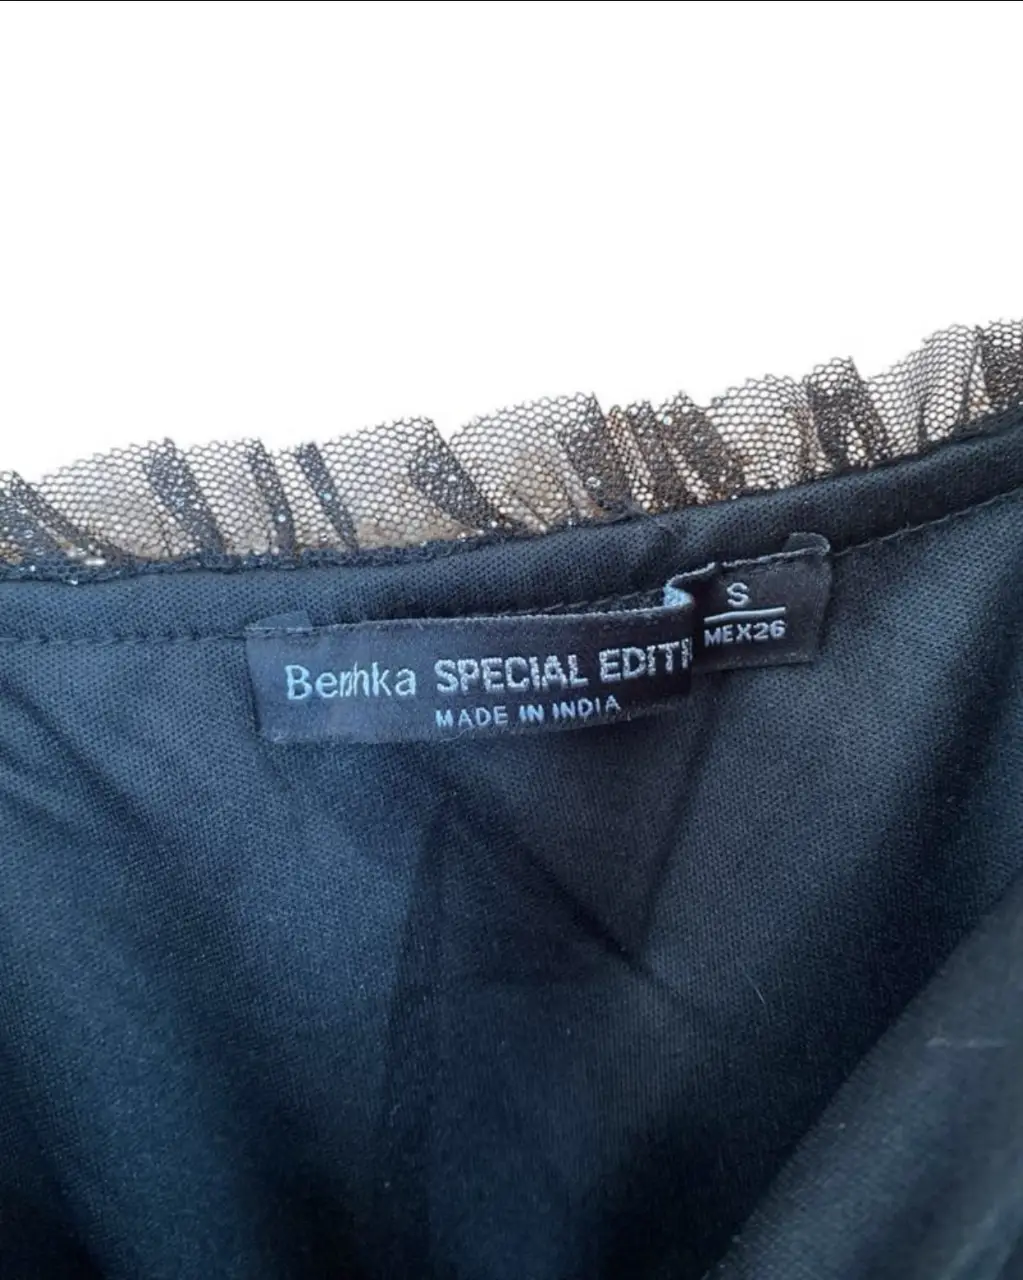 Bershka SPECIAL EDITI
MADE IN INDIA
S
MEX26